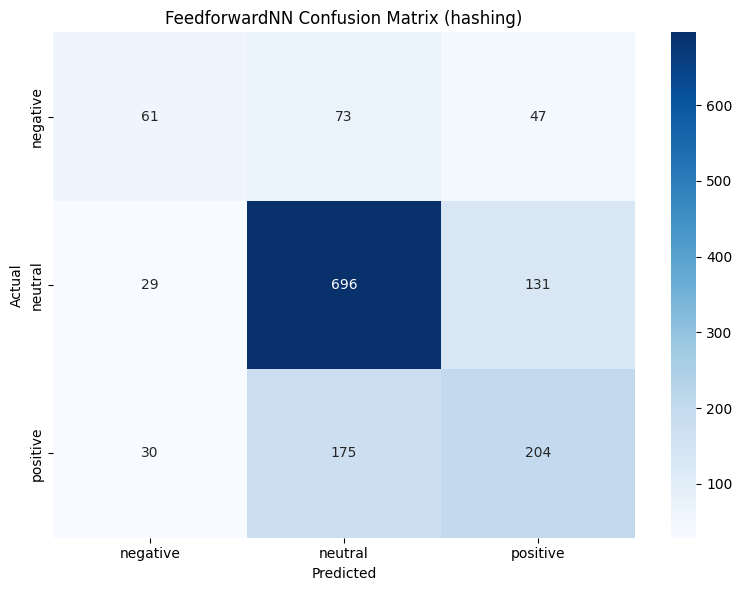 FeedforwardNN Confusion Matrix (hashing)
negative
61
73
47
neutral
29
696
131
positive
30
175
204
Actual
negative
neutral
positive
Predicted
600
500
400
300
200
100